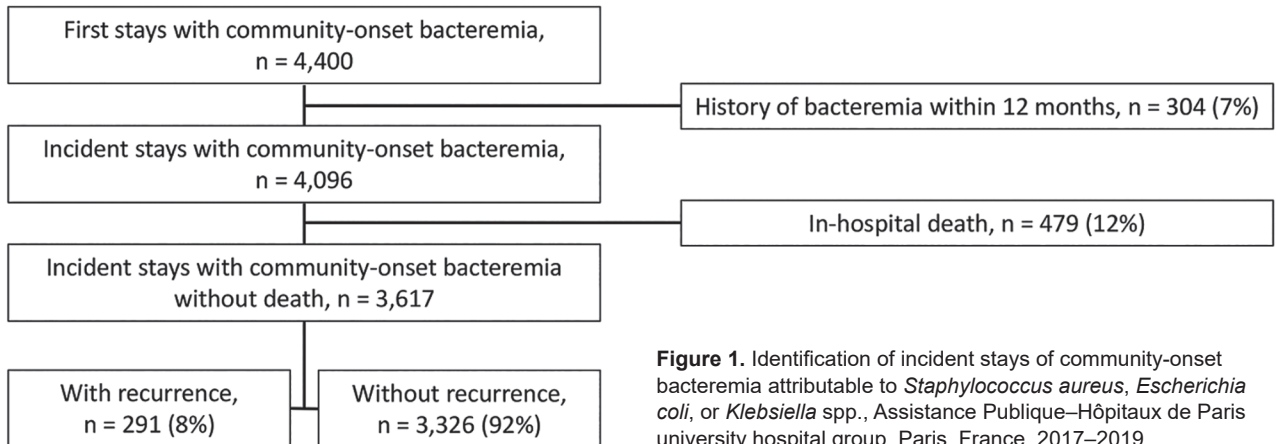 First stays with community-onset bacteremia,
n = 4,400
History of bacteremia within 12 months, n = 304 (7%)
Incident stays with community-onset bacteremia,
n = 4,096
In-hospital death, n = 479 (12%)
Incident stays with community-onset bacteremia
without death, n = 3,617
With recurrence,
n = 291 (8%)
Without recurrence,
n = 3,326 (92%)
Figure 1. Identification of incident stays of community-onset
bacteremia attributable to Staphylococcus aureus, Escherichia
coli, or Klebsiella spp., Assistance Publique–Hôpitaux de Paris
university hospital group, Paris, France, 2017–2019